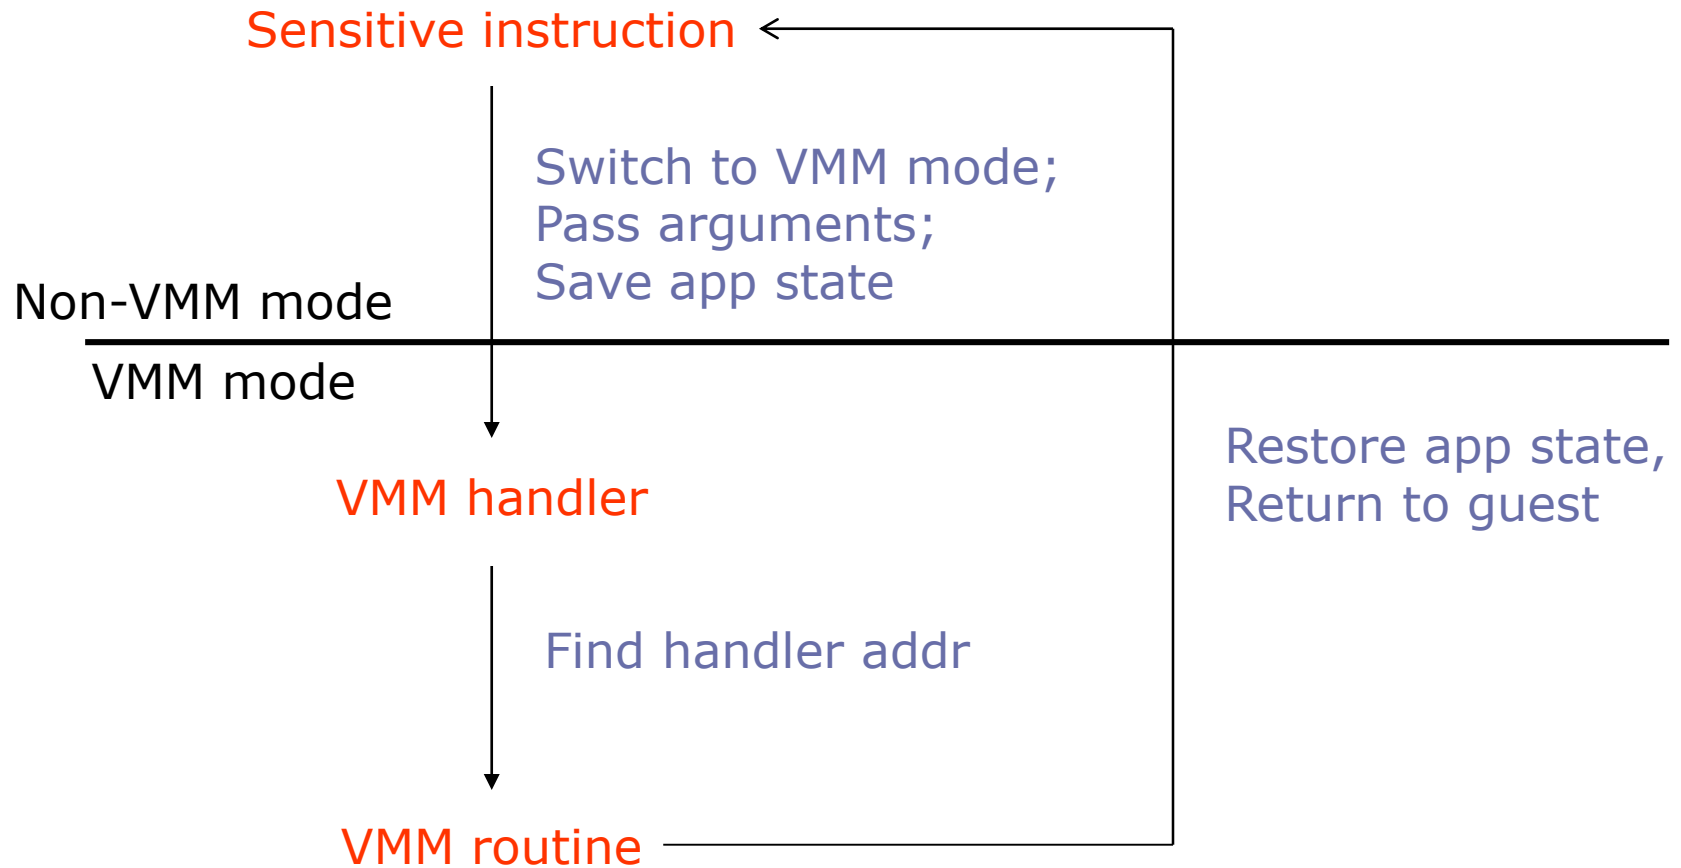 Sensitive instruction
Switch to VMM mode;
Pass arguments;
Save app state
Non-VMM mode
VMM mode
VMM handler
Restore app state,
Return to guest
Find handler addr
VMM routine